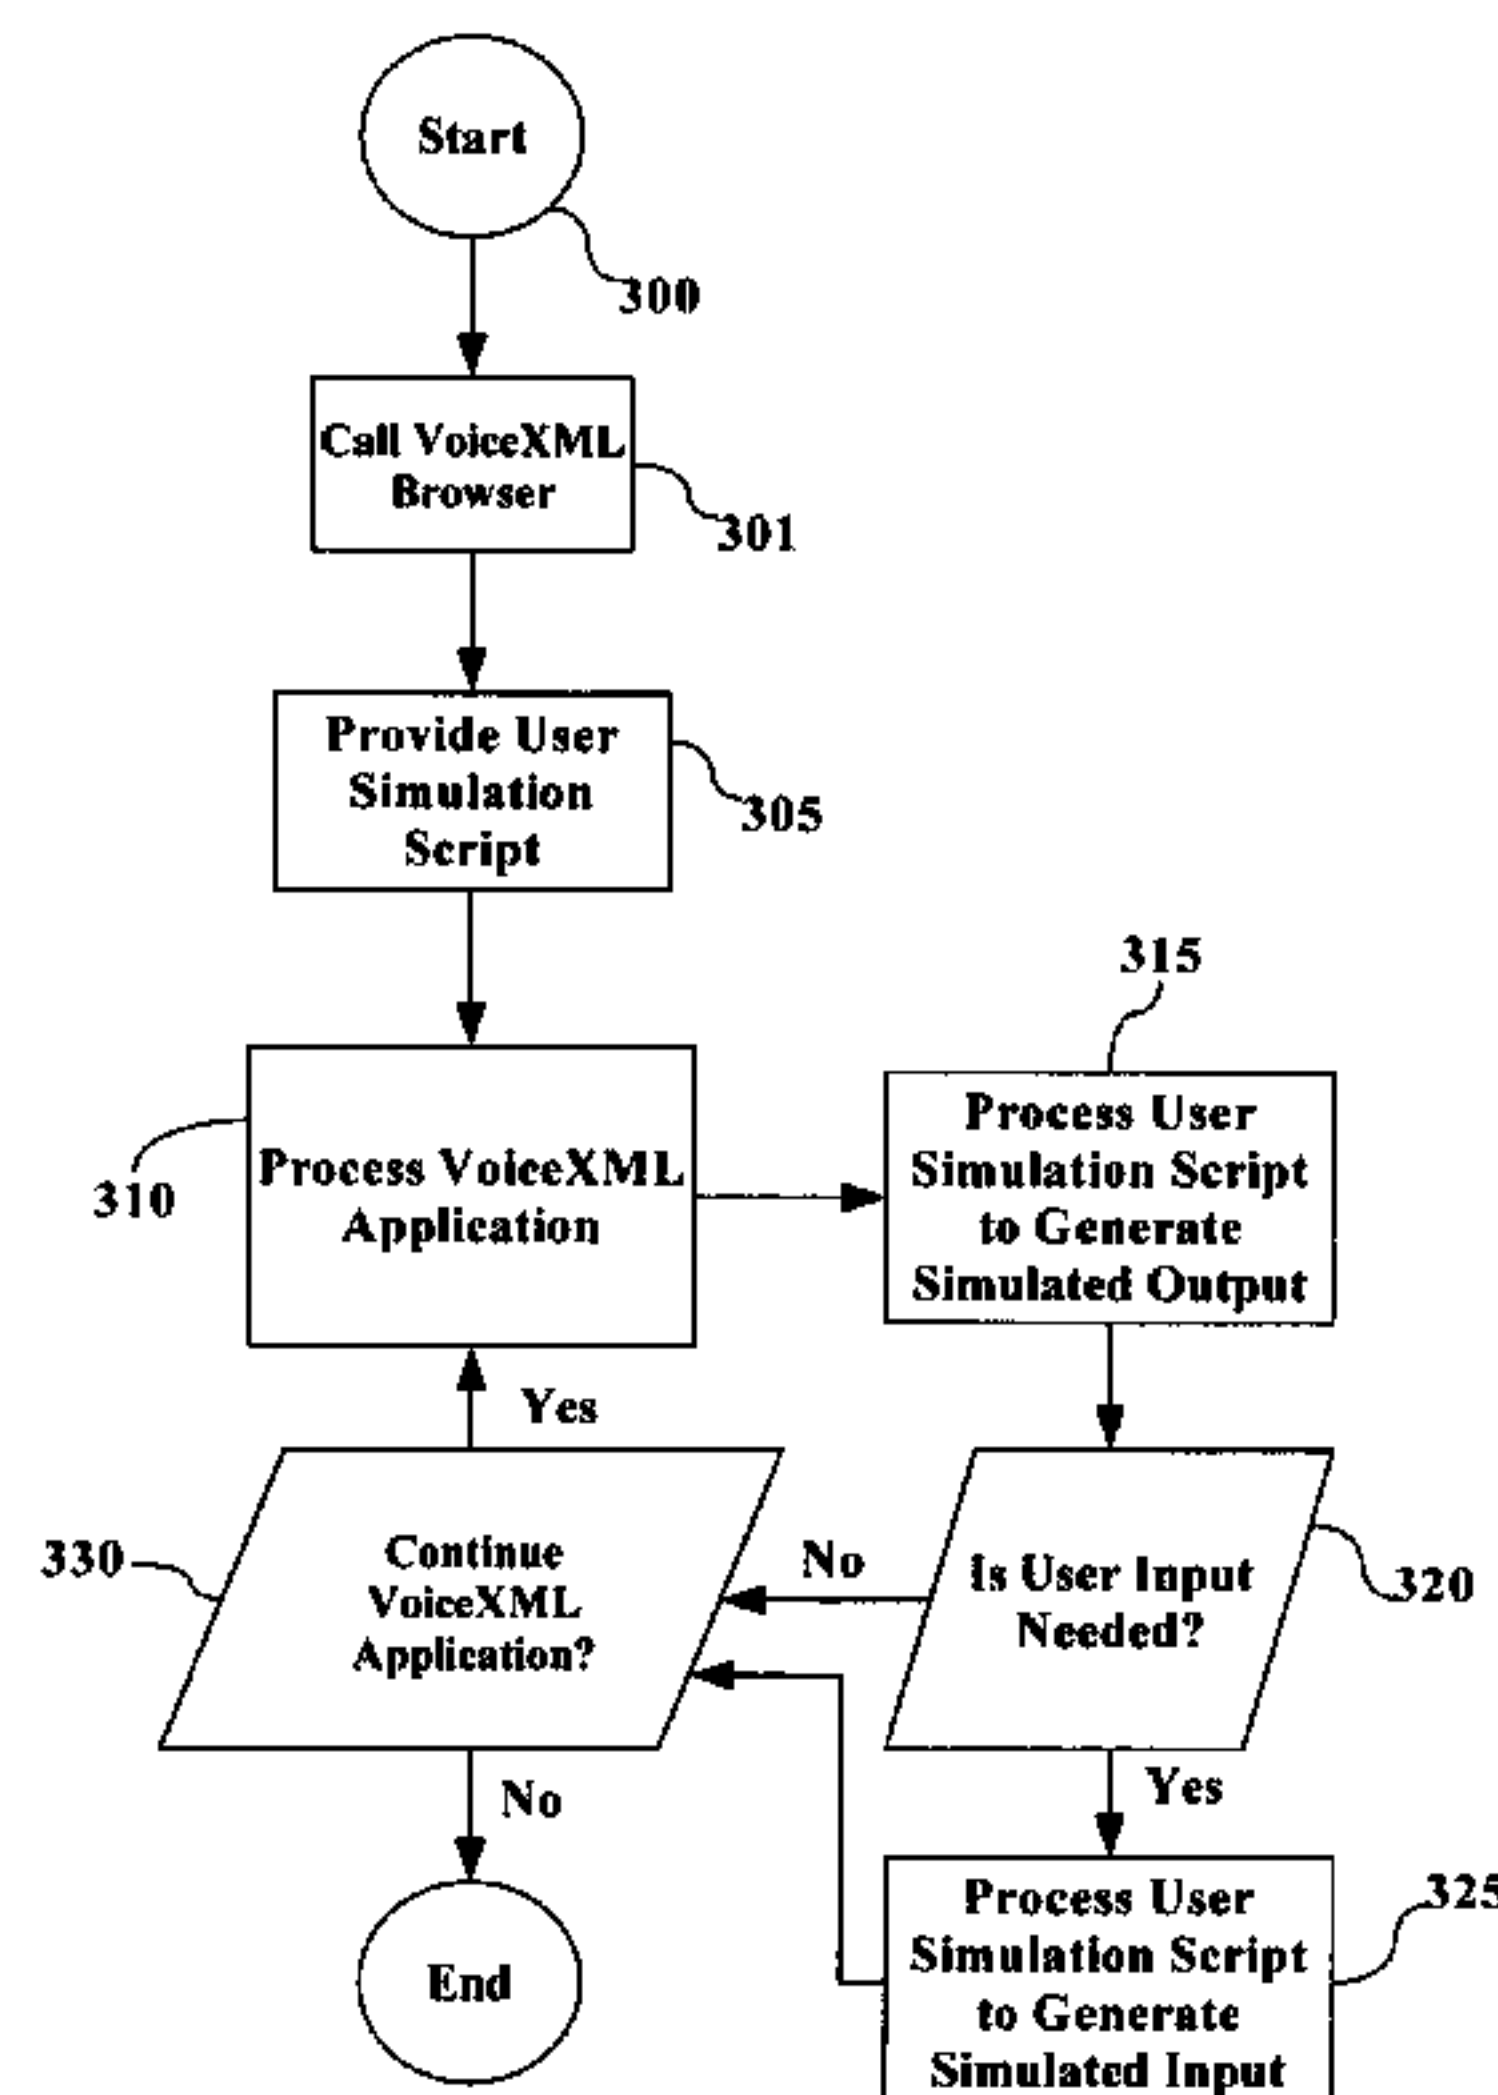 Start
300
Call VoiceXML
Browser
301
Provide User
Simulation
Script
305
315
Process VoiceXML
Application
310
Process User
Simulation Script
to Generate
Simulated Output
Yes
Continue
VoiceXML
Application?
330
No
Is User Input
Needed?
320
No
Yes
End
Process User
Simulation Script
to Generate
Simulated Input
325